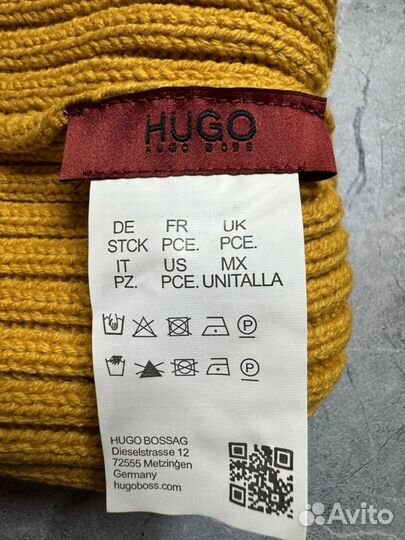 HUGO
HUGO BOSS
DE FR UK
STCK PCE. PCE.
IT US MX
PZ. PCE. UNITALLA
P
P
HUGO BOSSAG
Dieselstrasse 12
72555 Metzingen
Germany
hugoboss.com
Avito